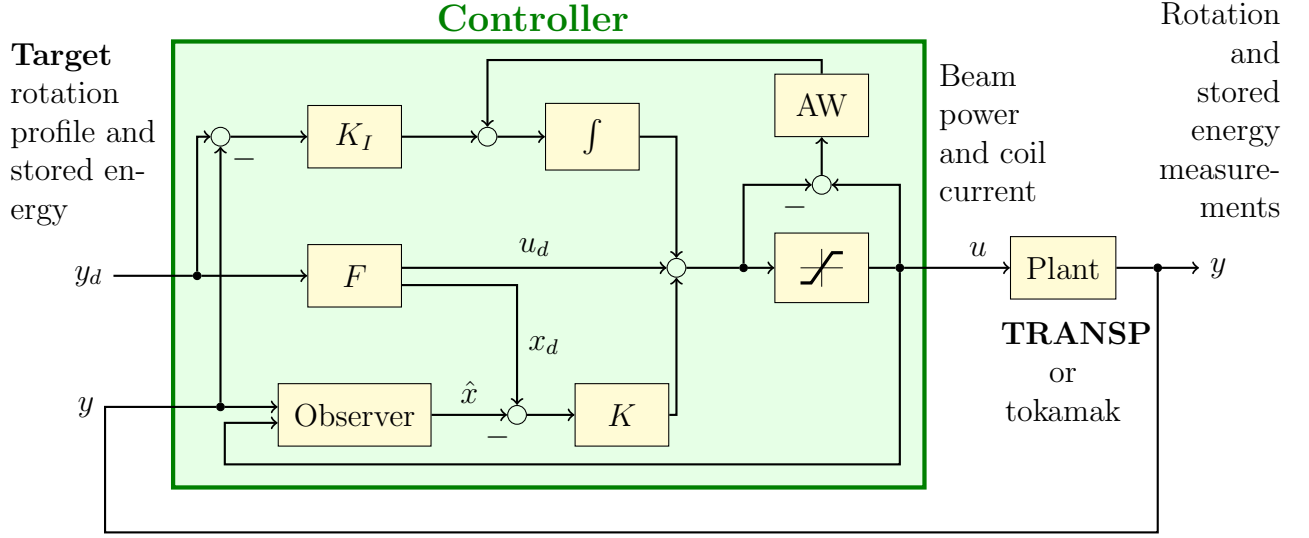 Controller
Target
rotation
profile and
stored en-
ergy
Beam
power
and coil
current
Rotation
and
stored
energy
measure-
ments
AW
K_I
∫
−
−
y_d
F
u_d
u
Plant
y
x_d
TRANSP
or
tokamak
y
Observer
x̂
−
K